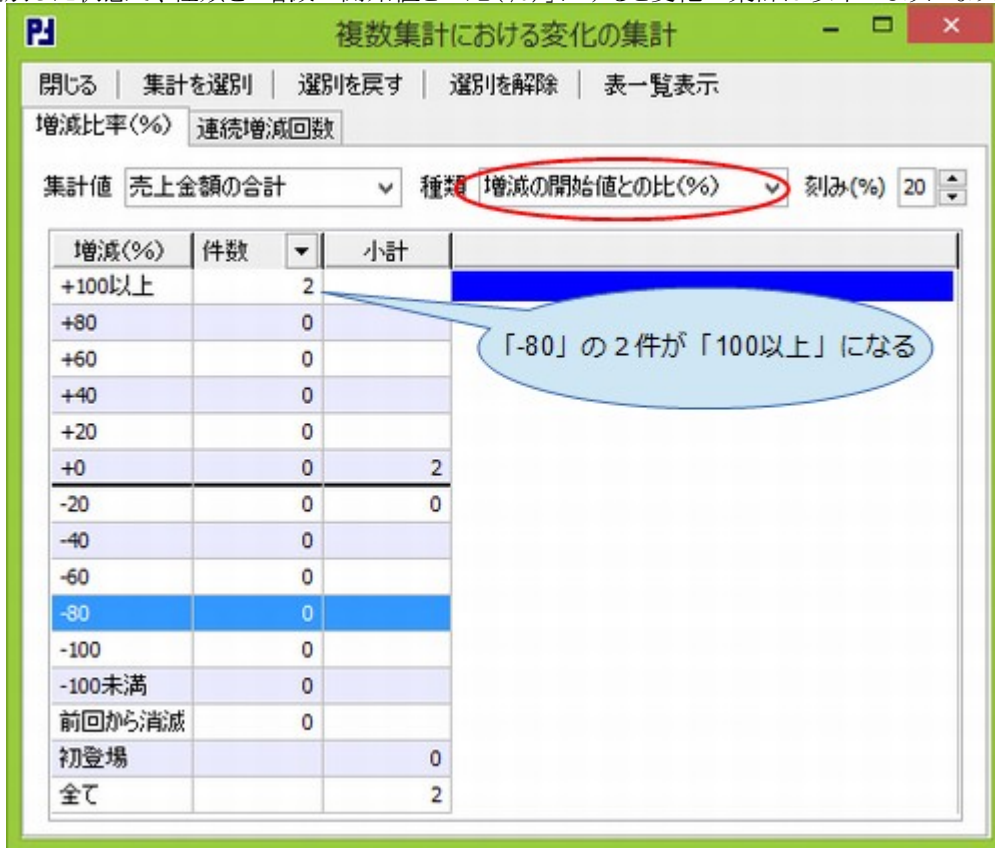 複数集計における変化の集計
閉じる | 集計を選別 | 選別を戻す | 選別を解除 | 表一覧表示
増減比率(%) 連続増減回数
集計値 売上金額の合計 種類 増減の開始値との比(%) 刻み(%) 20
増減(%) 件数 小計
+100以上 2
+80 0
+60 0
+40 0
+20 0
+0 0 2
-20 0 0
-40 0
-60 0
-80 0
-100 0
-100未満 0
前回から消滅 0
初登場 0
全て 2
「-80」の2件が「100以上」になる